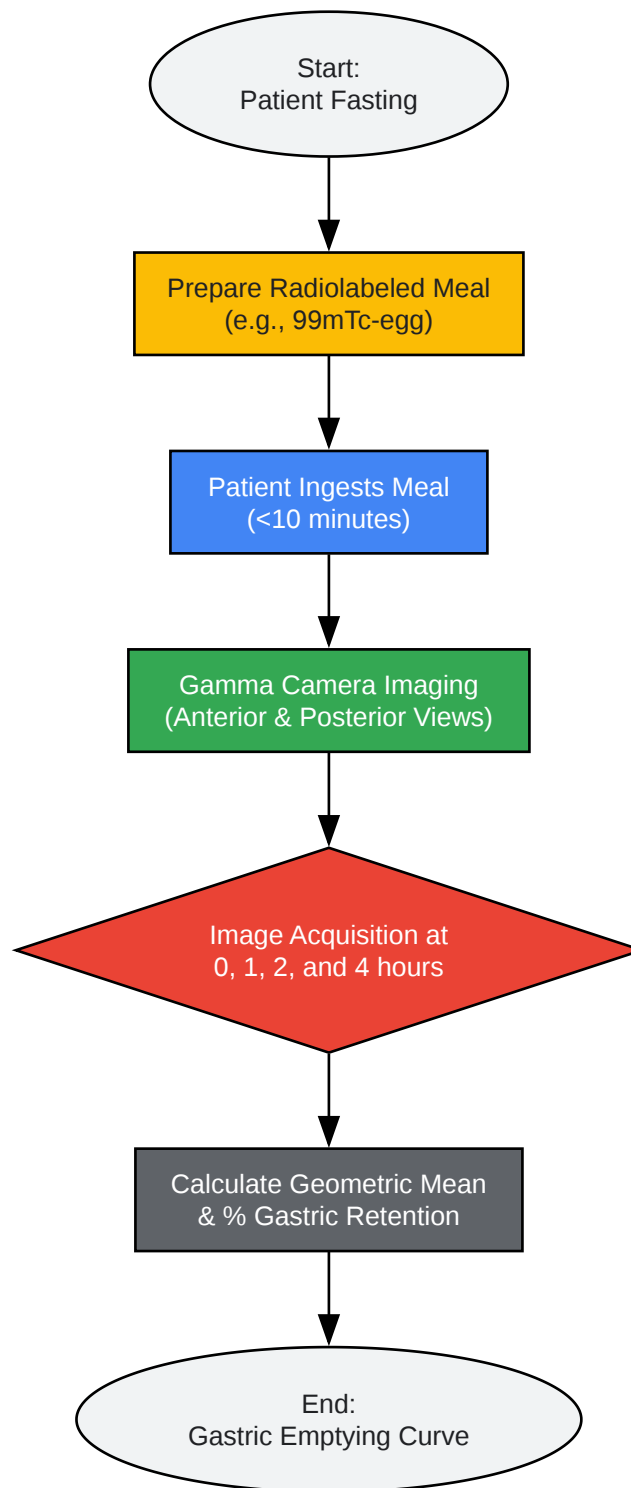 Start:
Patient Fasting
Prepare Radiolabeled Meal
(e.g., 99mTc-egg)
Patient Ingests Meal
(<10 minutes)
Gamma Camera Imaging
(Anterior & Posterior Views)
Image Acquisition at
0, 1, 2, and 4 hours
Calculate Geometric Mean
& % Gastric Retention
End:
Gastric Emptying Curve